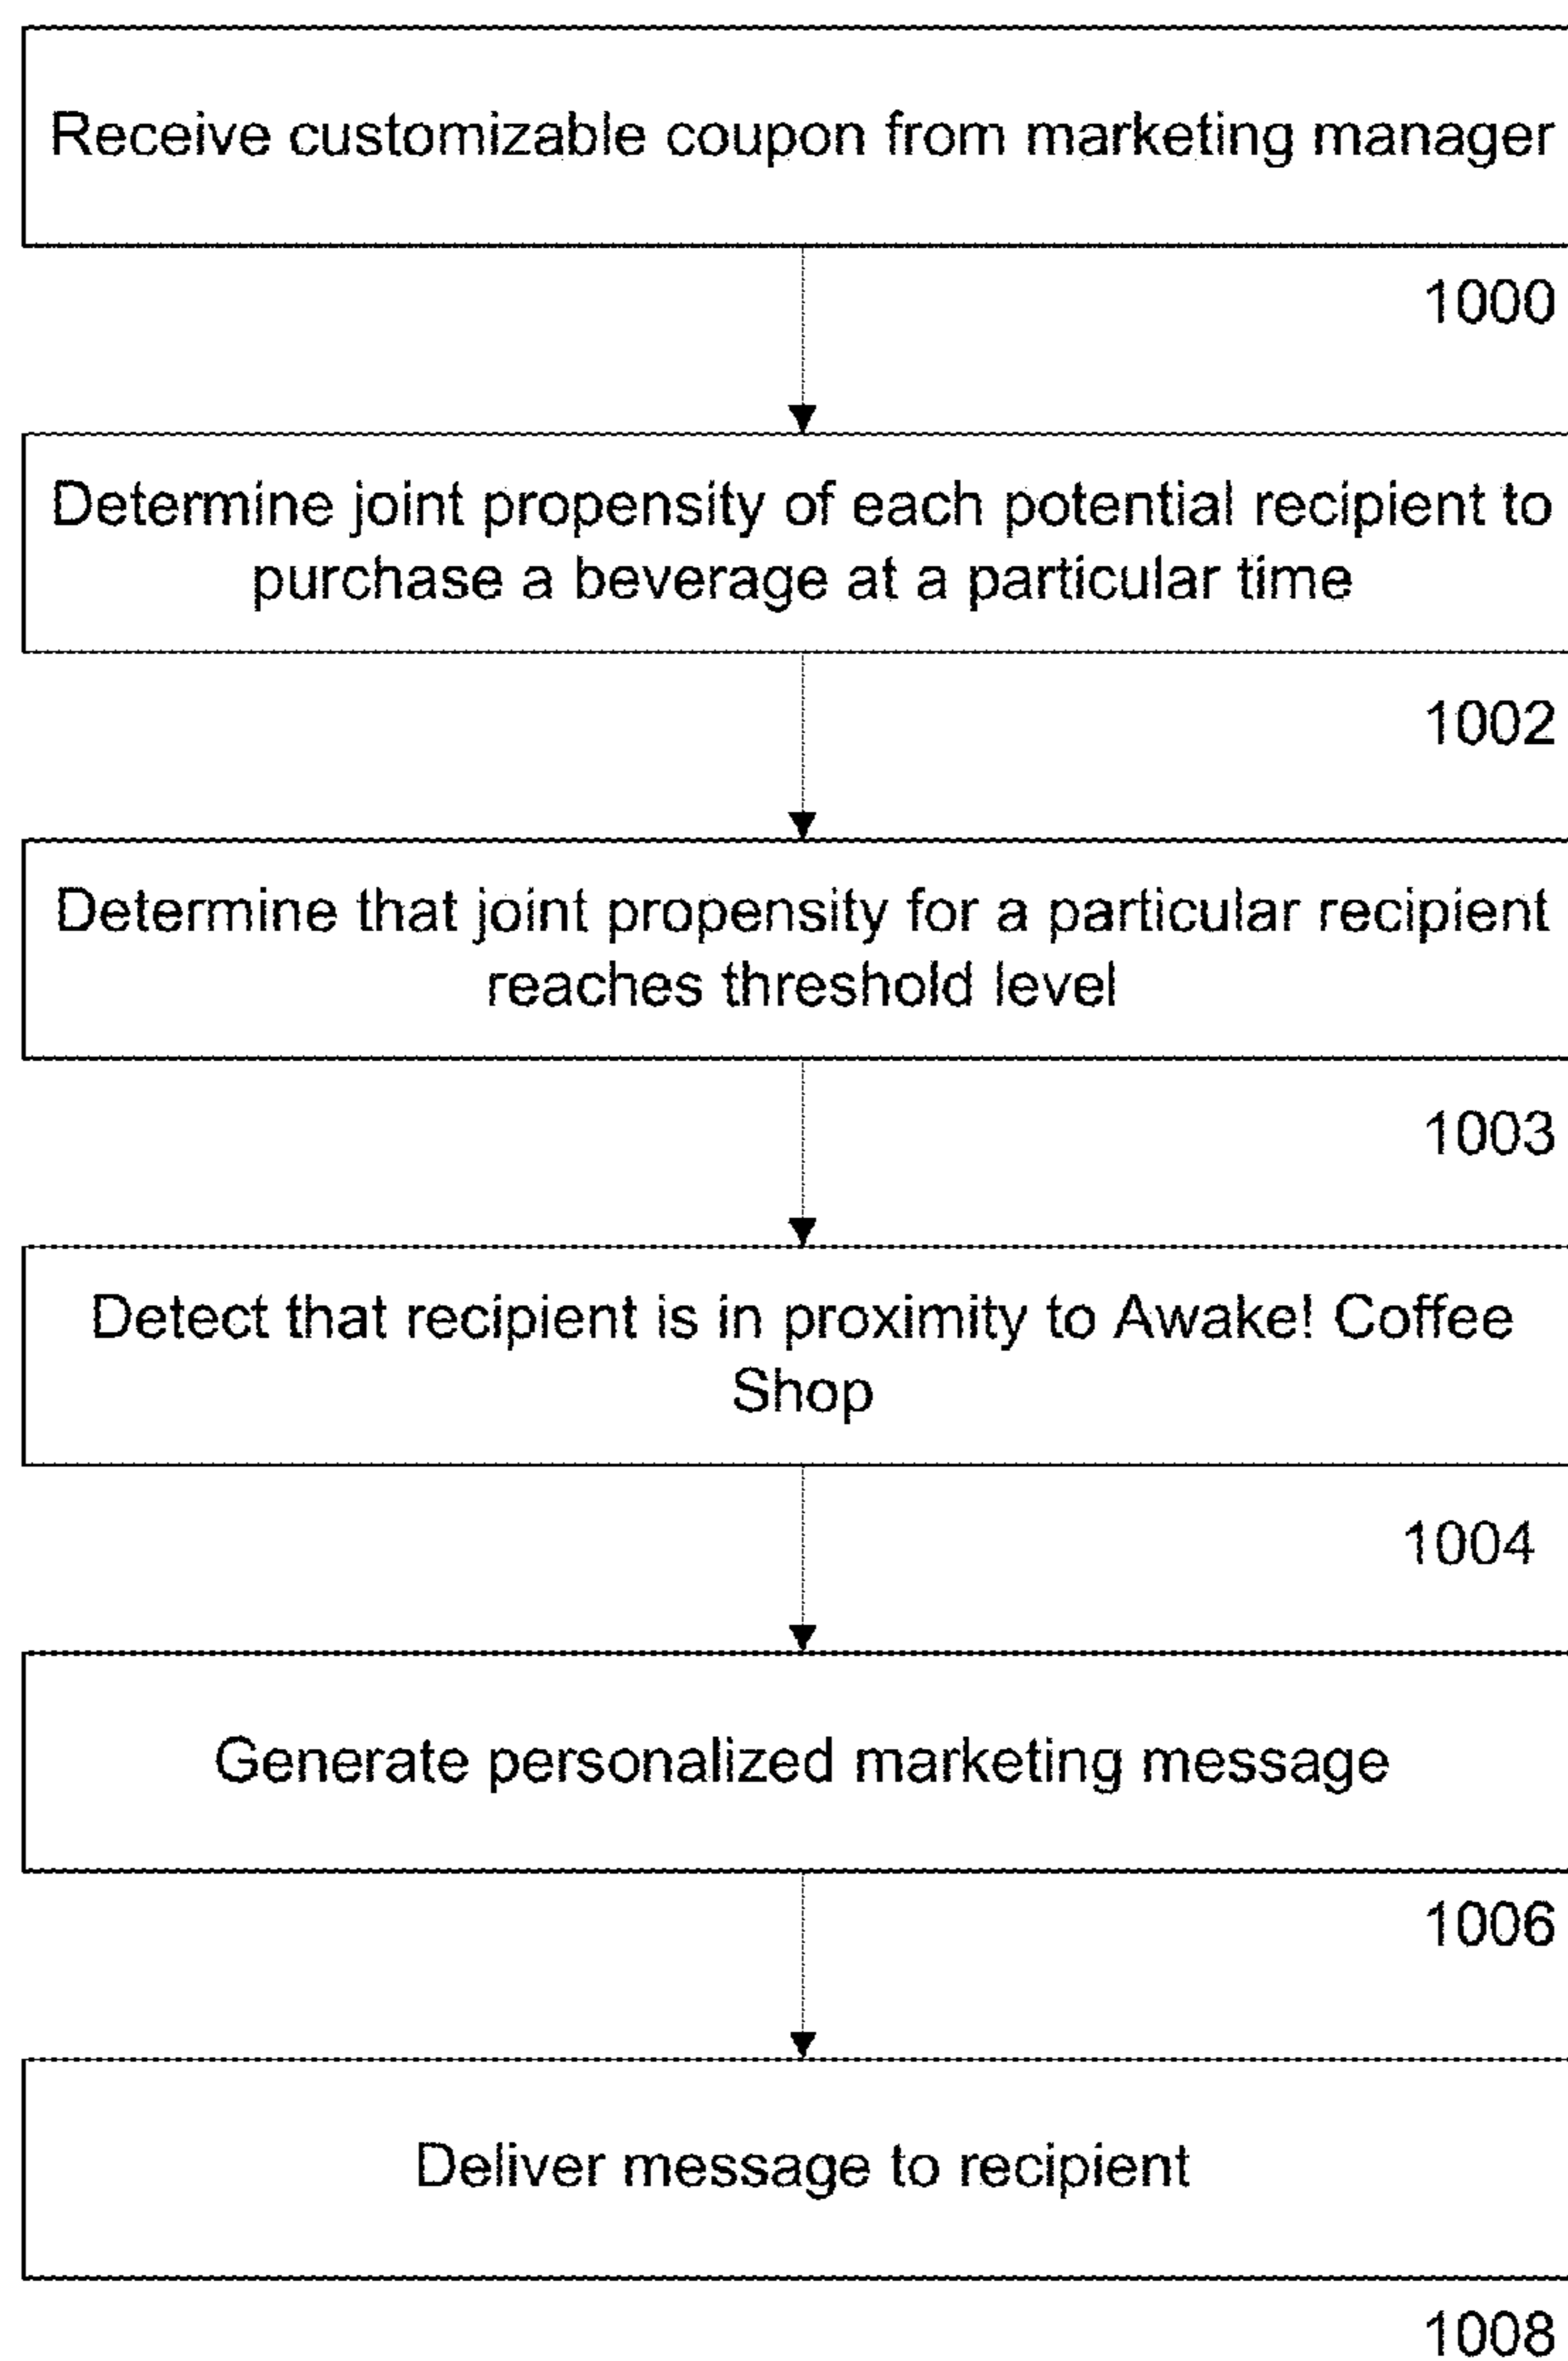 Receive customizable coupon from marketing manager
1000
Determine joint propensity of each potential recipient to
purchase a beverage at a particular time
1002
Determine that joint propensity for a particular recipient
reaches threshold level
1003
Detect that recipient is in proximity to Awake! Coffee
Shop
1004
Generate personalized marketing message
1006
Deliver message to recipient
1008